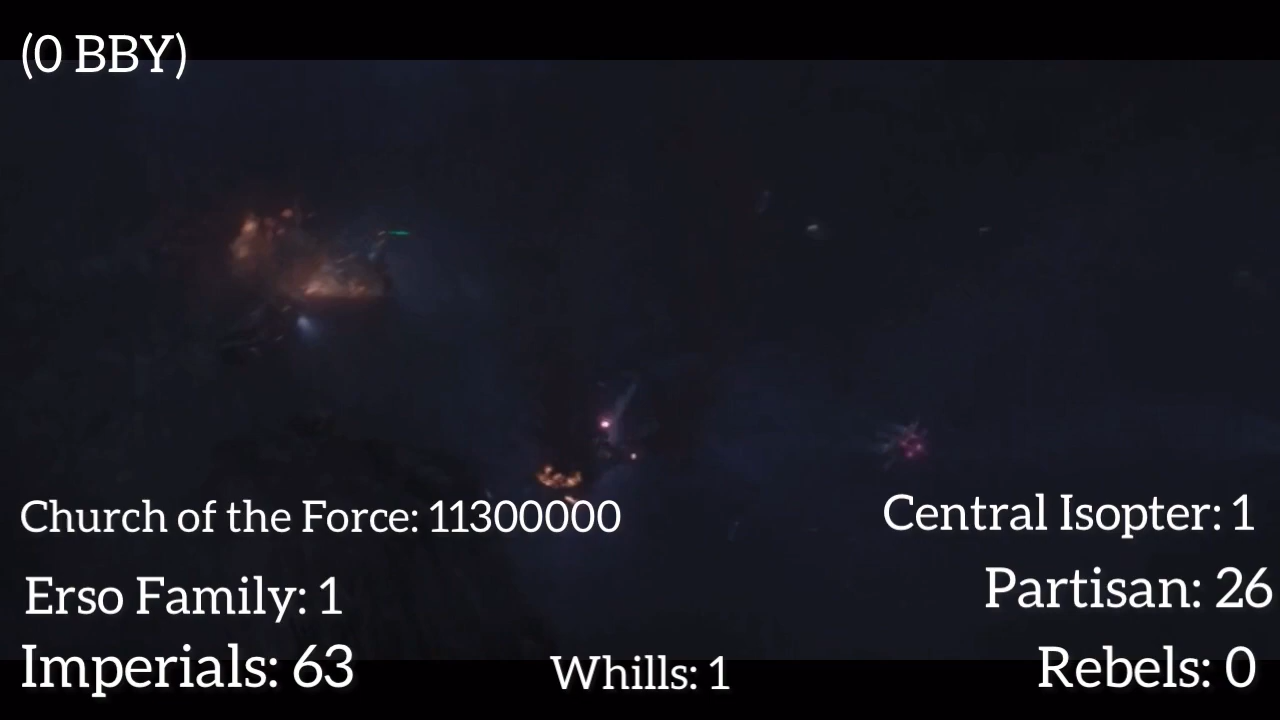 (0 BBY)
Church of the Force: 11300000
Central Isopter: 1
Erso Family: 1
Partisan: 26
Imperials: 63
Whills: 1
Rebels: 0